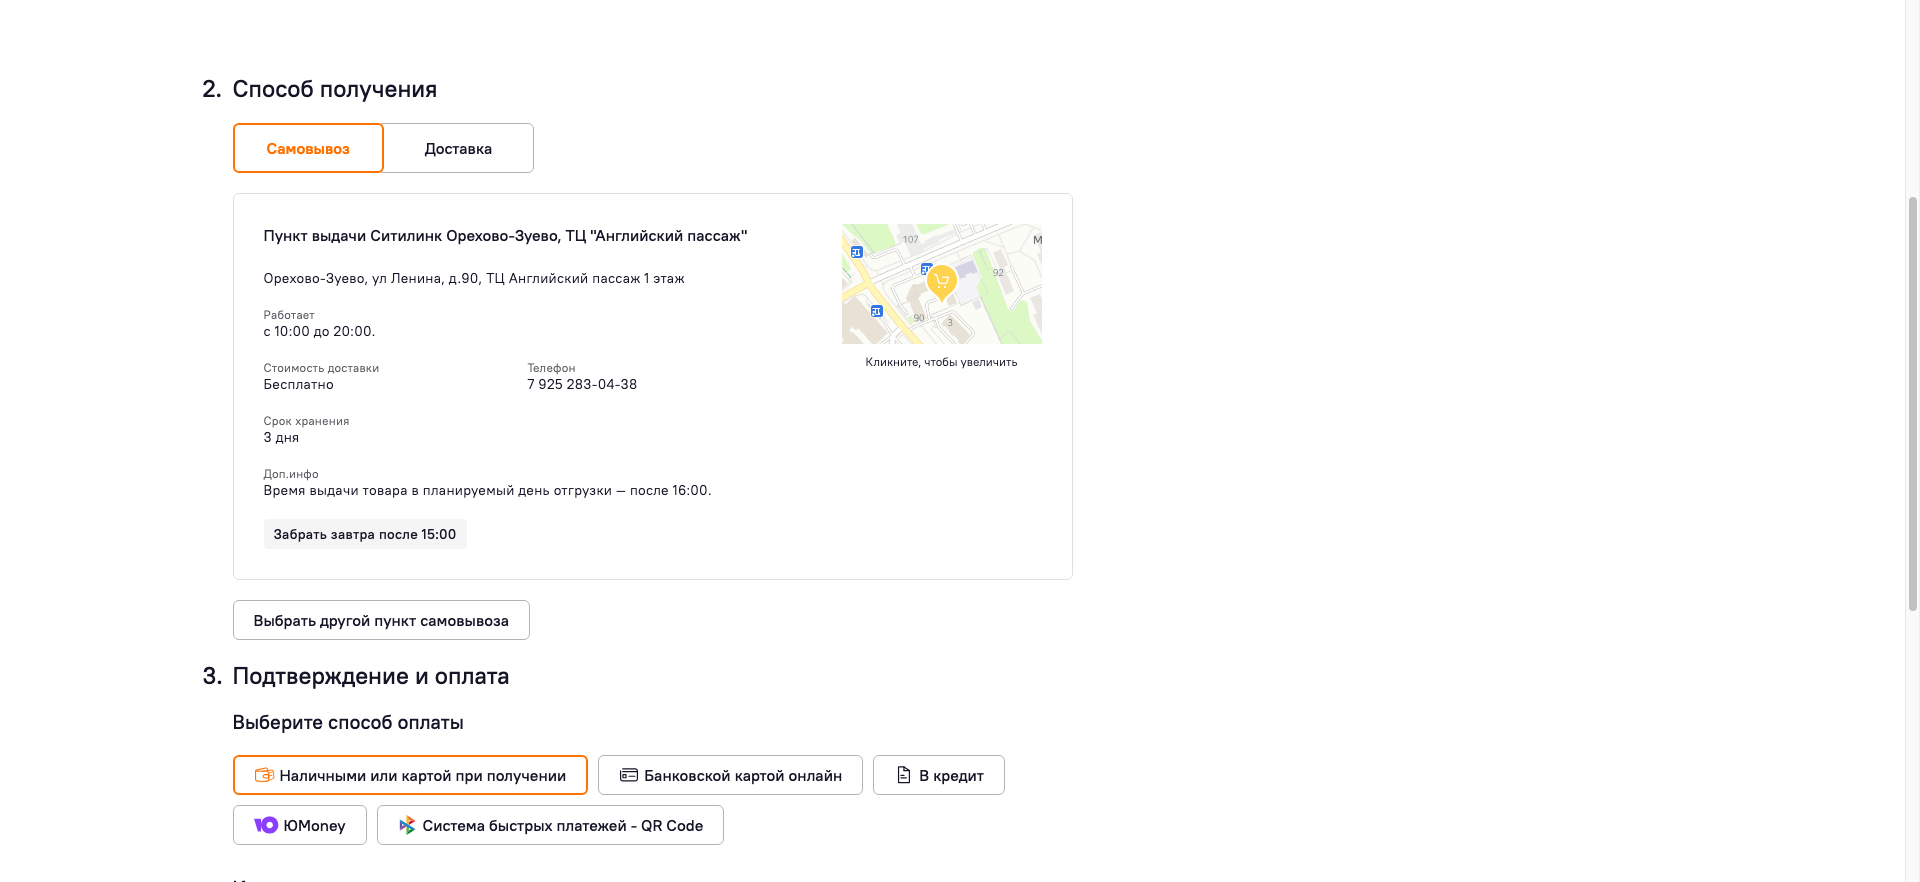 2. Способ получения
Самовывоз
Доставка
Пункт выдачи Ситилинк Орехово-Зуево, ТЦ "Английский пассаж"
Орехово-Зуево, ул Ленина, д.90, ТЦ Английский пассаж 1 этаж
Работает
с 10:00 до 20:00.
Стоимость доставки
Бесплатно
Телефон
7 925 283-04-38
Срок хранения
3 дня
Доп.инфо
Время выдачи товара в планируемый день отгрузки — после 16:00.
Забрать завтра после 15:00
107
М
92
90
3
Кликните, чтобы увеличить
Выбрать другой пункт самовывоза
3. Подтверждение и оплата
Выберите способ оплаты
Наличными или картой при получении
Банковской картой онлайн
В кредит
ЮMoney
Система быстрых платежей - QR Code